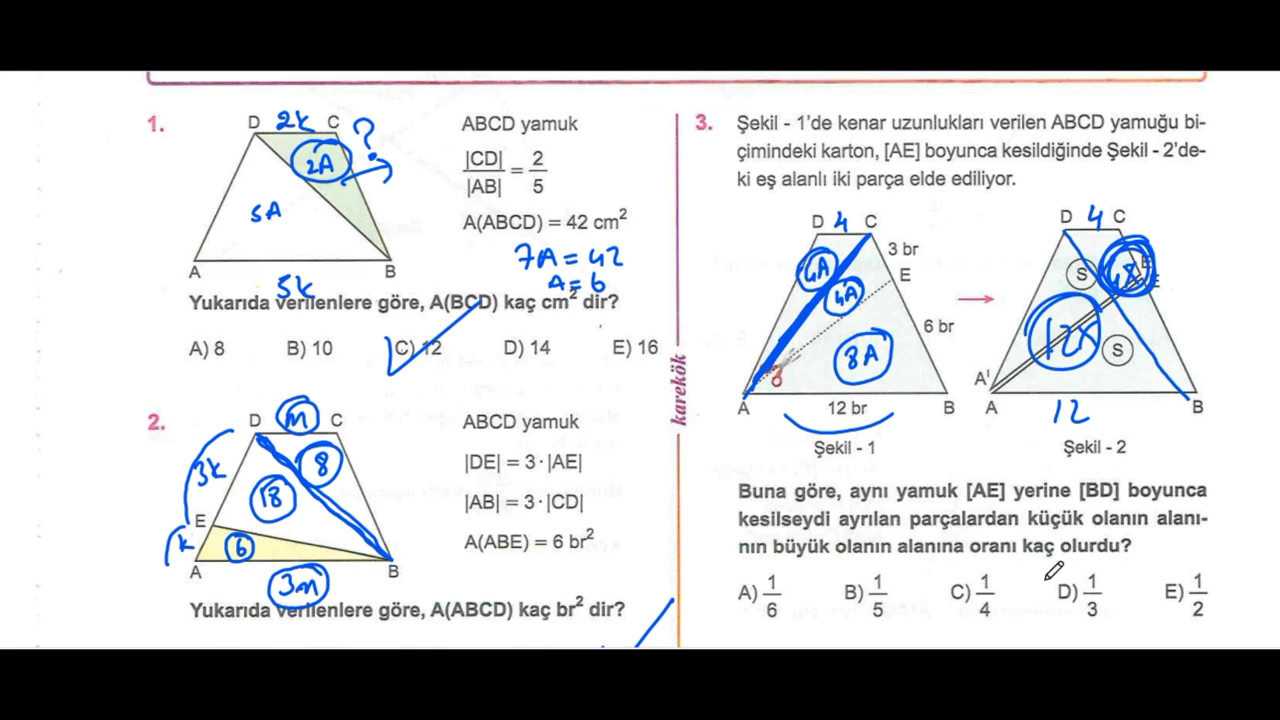 1.
D 2k C ?
2A
5A
A B
5k
ABCD yamuk
|CD| / |AB| = 2 / 5
A(ABCD) = 42 cm²
7A = 42
A = 6
Yukarıda verilenlere göre, A(BCD) kaç cm² dir?
A) 8 B) 10 C) 12 D) 14 E) 16
2.
D m C
3k
8
18
E
k 6
A B
3m
ABCD yamuk
|DE| = 3·|AE|
|AB| = 3·|CD|
A(ABE) = 6 br²
Yukarıda verilenlere göre, A(ABCD) kaç br² dir?
karekök
3. Şekil - 1'de kenar uzunlukları verilen ABCD yamuğu bi-
çimindeki karton, [AE] boyunca kesildiğinde Şekil - 2'de-
ki eş alanlı iki parça elde ediliyor.
D 4 C
3 br
4A
4A E
6 br
8A
A 12 br B
Şekil - 1
D 4 C
E'
S E
12x
S
A'
A 12 B
Şekil - 2
Buna göre, aynı yamuk [AE] yerine [BD] boyunca
kesilseydi ayrılan parçalardan küçük olanın alanı-
nın büyük olanın alanına oranı kaç olurdu?
A) 1/6 B) 1/5 C) 1/4 D) 1/3 E) 1/2